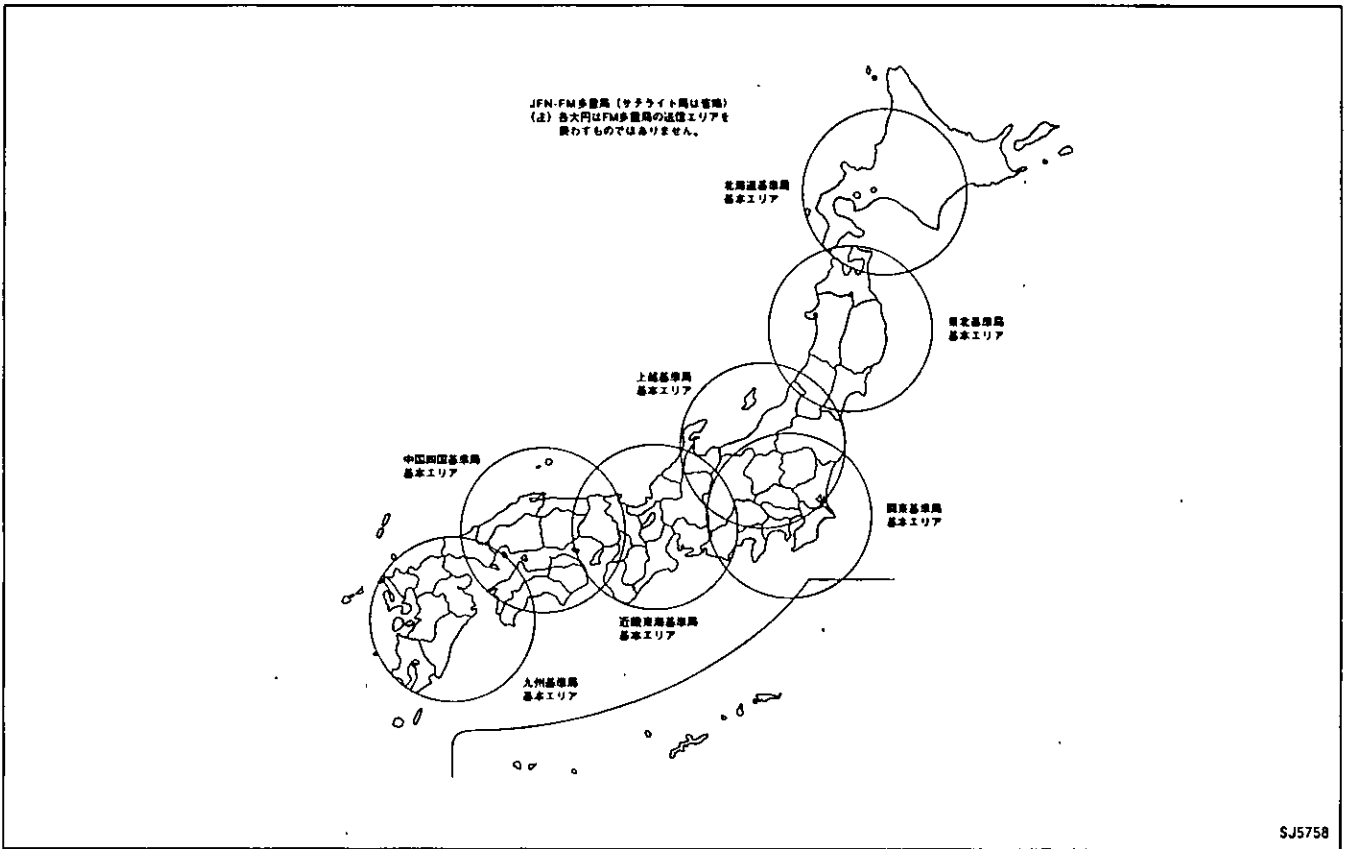 JFN-FM多重局(サテライト局は省略)
(注) 各大円はFM多重局の送信エリアを
表わすものではありません。
北海道基準局
基本エリア
東北基準局
基本エリア
上越基準局
基本エリア
中国四国基準局
基本エリア
関東基準局
基本エリア
近畿東海基準局
基本エリア
九州基準局
基本エリア
SJ5758